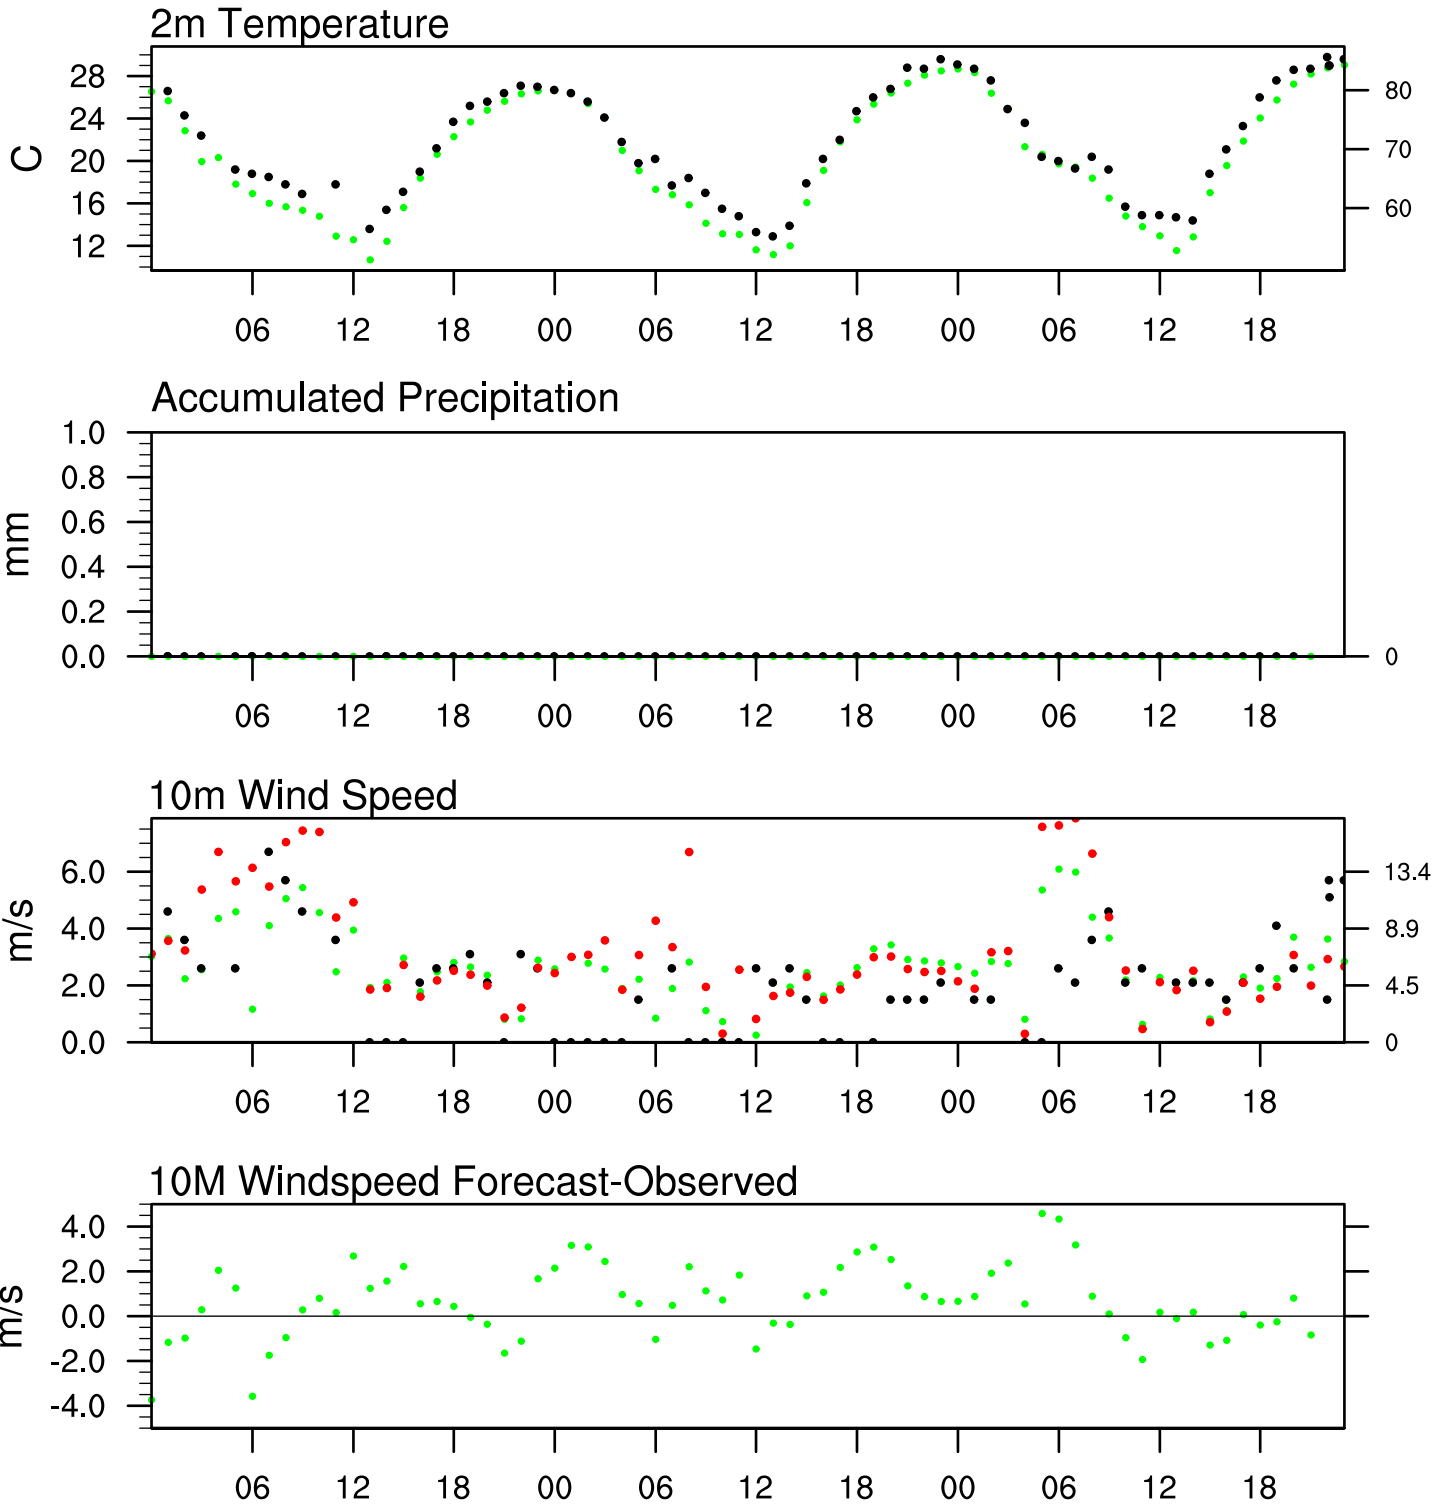 2m Temperature
28
24
20
16
12
C
80
70
60
06 12 18 00 06 12 18 00 06 12 18
Accumulated Precipitation
1.0
0.8
0.6
0.4
0.2
0.0
mm
0
06 12 18 00 06 12 18 00 06 12 18
10m Wind Speed
6.0
4.0
2.0
0.0
m/s
13.4
8.9
4.5
0
06 12 18 00 06 12 18 00 06 12 18
10M Windspeed Forecast-Observed
4.0
2.0
0.0
-2.0
-4.0
m/s
06 12 18 00 06 12 18 00 06 12 18